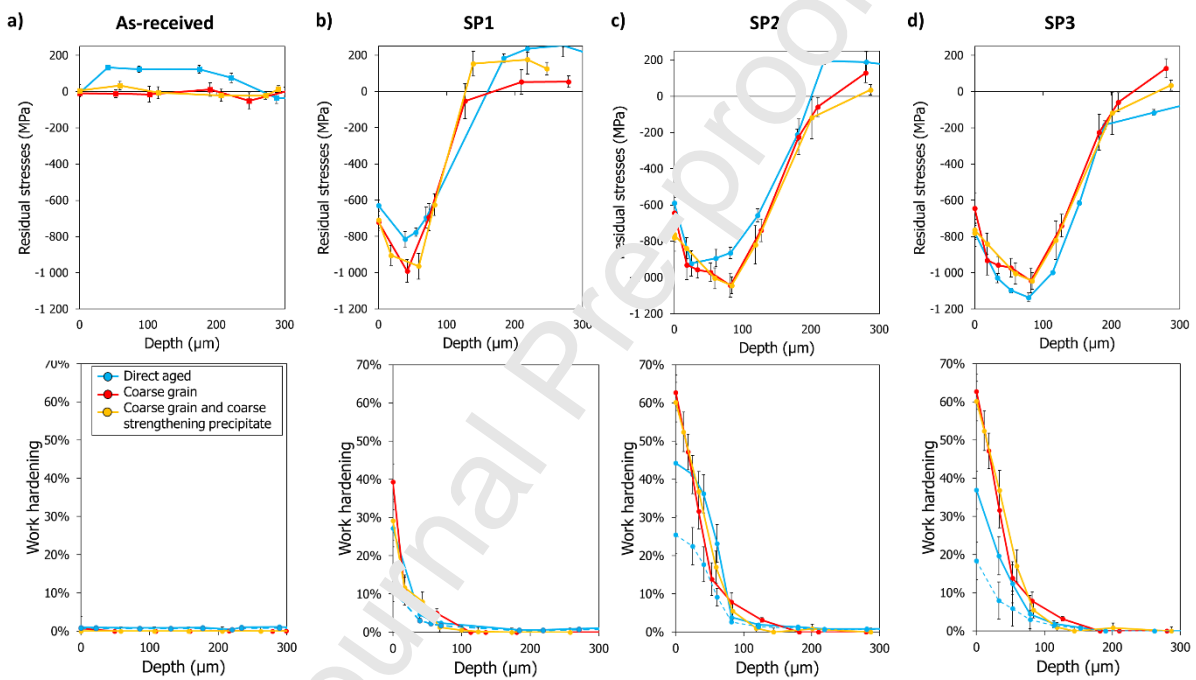 a) As-received
b) SP1
c) SP2
d) SP3
200
0
-200
-400
-600
-800
-1 000
-1 200
Residual stresses (MPa)
0 100 200 300
Depth (µm)
200
0
-200
-400
-600
-800
-1 000
-1 200
Residual stresses (MPa)
0 100 200 300
Depth (µm)
200
0
-200
-400
-600
-800
-1 000
-1 200
esidual stresses (MPa)
0 100 200 300
Depth (µm)
200
0
-200
-400
-600
-800
-1 000
-1 200
Residual stresses (MPa)
0 100 200 300
Depth (µm)
70%
60%
50%
40%
30%
20%
10%
0%
Work hardening
Direct aged
Coarse grain
Coarse grain and coarse
strengthening precipitate
0 100 200 300
Depth (µm)
70%
60%
50%
40%
30%
20%
10%
0%
Work hardening
0 100 200 300
Depth (µm)
70%
60%
50%
40%
30%
20%
10%
0%
Work hardening
0 100 200 300
Depth (µm)
70%
60%
50%
40%
30%
20%
10%
0%
Work hardening
0 100 200 300
Depth (µm)
Journal Pre-proof